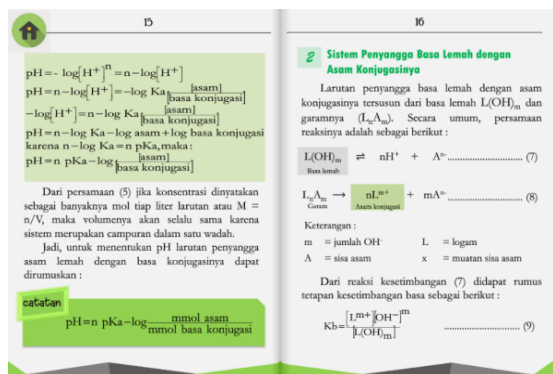 15
pH=- log[H⁺]ⁿ=n-log[H⁺]
pH=n-log[H⁺]=-log Ka [asam]/[basa konjugasi]
-log[H⁺]=n-log Ka [asam]/[basa konjugasi]
pH=n-log Ka-log asam+log basa konjugasi
karena n-log Ka=n pKa,maka:
pH=n pKa-log [asam]/[basa konjugasi]
Dari persamaan (5) jika konsentrasi dinyatakan
sebagai banyaknya mol tiap liter larutan atau M =
n/V, maka volumenya akan selalu sama karena
sistem merupakan campuran dalam satu wadah.
Jadi, untuk menentukan pH larutan penyangga
asam lemah dengan basa konjugasinya dapat
dirumuskan :
catatan
pH=n pKa-log mmol asam/mmol basa konjugasi
16
2 Sistem Penyangga Basa Lemah dengan
Asam Konjugasinya
Larutan penyangga basa lemah dengan asam
konjugasinya tersusun dari basa lemah L(OH)ₘ dan
garamnya (LₙAₘ). Secara umum, persamaan
reaksinya adalah sebagai berikut :
L(OH)ₘ ⇌ nH⁺ + Aⁿ⁻ ............................ (7)
Basa lemah
LₙAₘ → nLᵐ⁺ + mAⁿ⁻ ............................ (8)
Garam Asam konjugasi
Keterangan :
m = jumlah OH⁻ L = logam
A = sisa asam x = muatan sisa asam
Dari reaksi kesetimbangan (7) didapat rumus
tetapan kesetimbangan basa sebagai berikut :
Kb=[Lᵐ⁺][OH⁻]ᵐ/[L(OH)ₘ] ............................ (9)